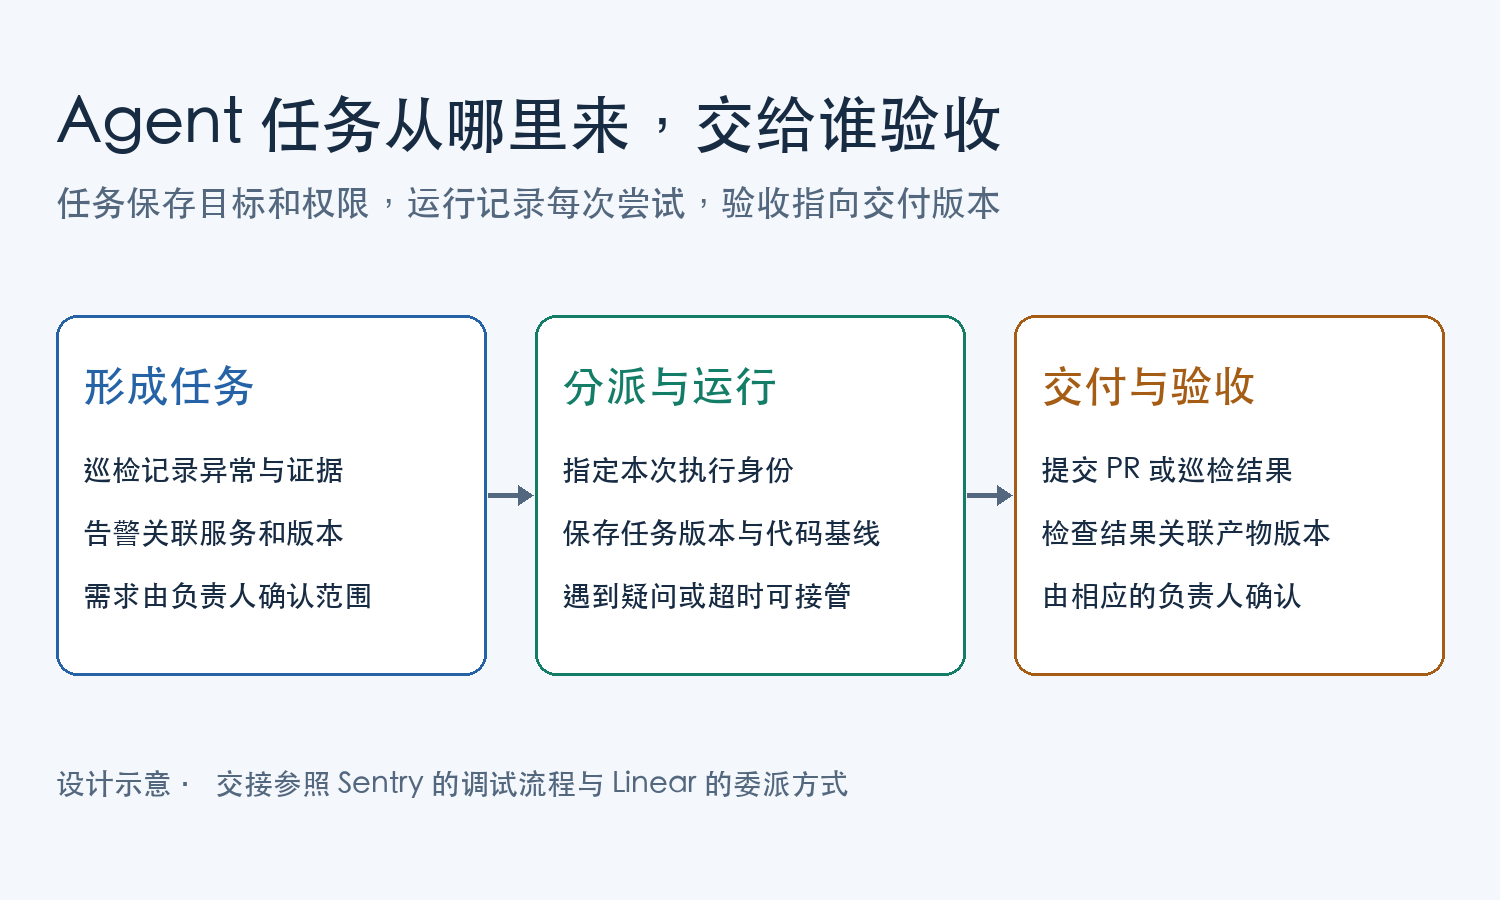 Agent 任务从哪里来，交给谁验收
任务保存目标和权限，运行记录每次尝试，验收指向交付版本
形成任务
巡检记录异常与证据
告警关联服务和版本
需求由负责人确认范围
分派与运行
指定本次执行身份
保存任务版本与代码基线
遇到疑问或超时可接管
交付与验收
提交 PR 或巡检结果
检查结果关联产物版本
由相应的负责人确认
设计示意 · 交接参照 Sentry 的调试流程与 Linear 的委派方式